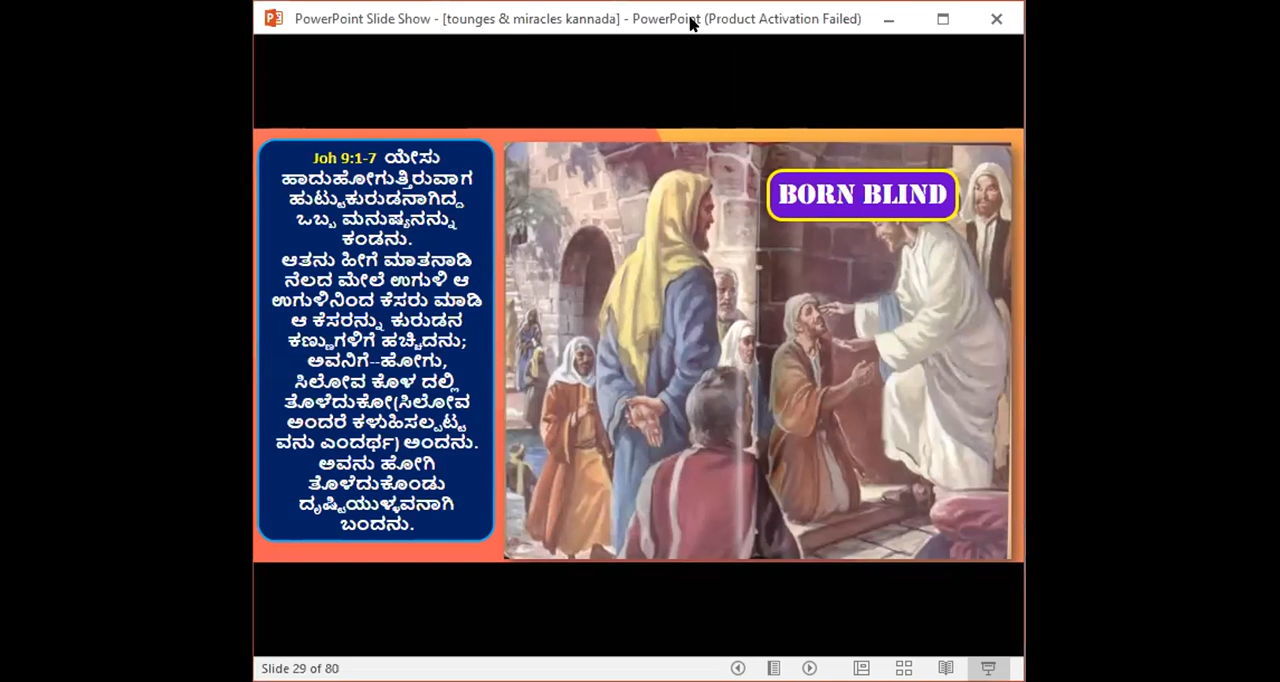 PowerPoint Slide Show - [tounges & miracles kannada] - PowerPoint (Product Activation Failed)
Joh 9:1-7 ಯೇಸು
ಹಾದುಹೋಗುತ್ತಿರುವಾಗ
ಹುಟ್ಟುಕುರುಡನಾಗಿದ್ದ
ಒಬ್ಬ ಮನುಷ್ಯನನ್ನು
ಕಂಡನು.
ಆತನು ಹೀಗೆ ಮಾತನಾಡಿ
ನೆಲದ ಮೇಲೆ ಉಗುಳಿ ಆ
ಉಗುಳಿನಿಂದ ಕೆಸರು ಮಾಡಿ
ಆ ಕೆಸರನ್ನು ಕುರುಡನ
ಕಣ್ಣುಗಳಿಗೆ ಹಚ್ಚಿದನು;
ಅವನಿಗೆ--ಹೋಗು,
ಸಿಲೋವ ಕೊಳ ದಲ್ಲಿ
ತೊಳೆದುಕೋ(ಸಿಲೋವ
ಅಂದರೆ ಕಳುಹಿಸಲ್ಪಟ್ಟ
ವನು ಎಂದರ್ಥ) ಅಂದನು.
ಅವನು ಹೋಗಿ
ತೊಳೆದುಕೊಂಡು
ದೃಷ್ಟಿಯುಳ್ಳವನಾಗಿ
ಬಂದನು.
BORN BLIND
Slide 29 of 80